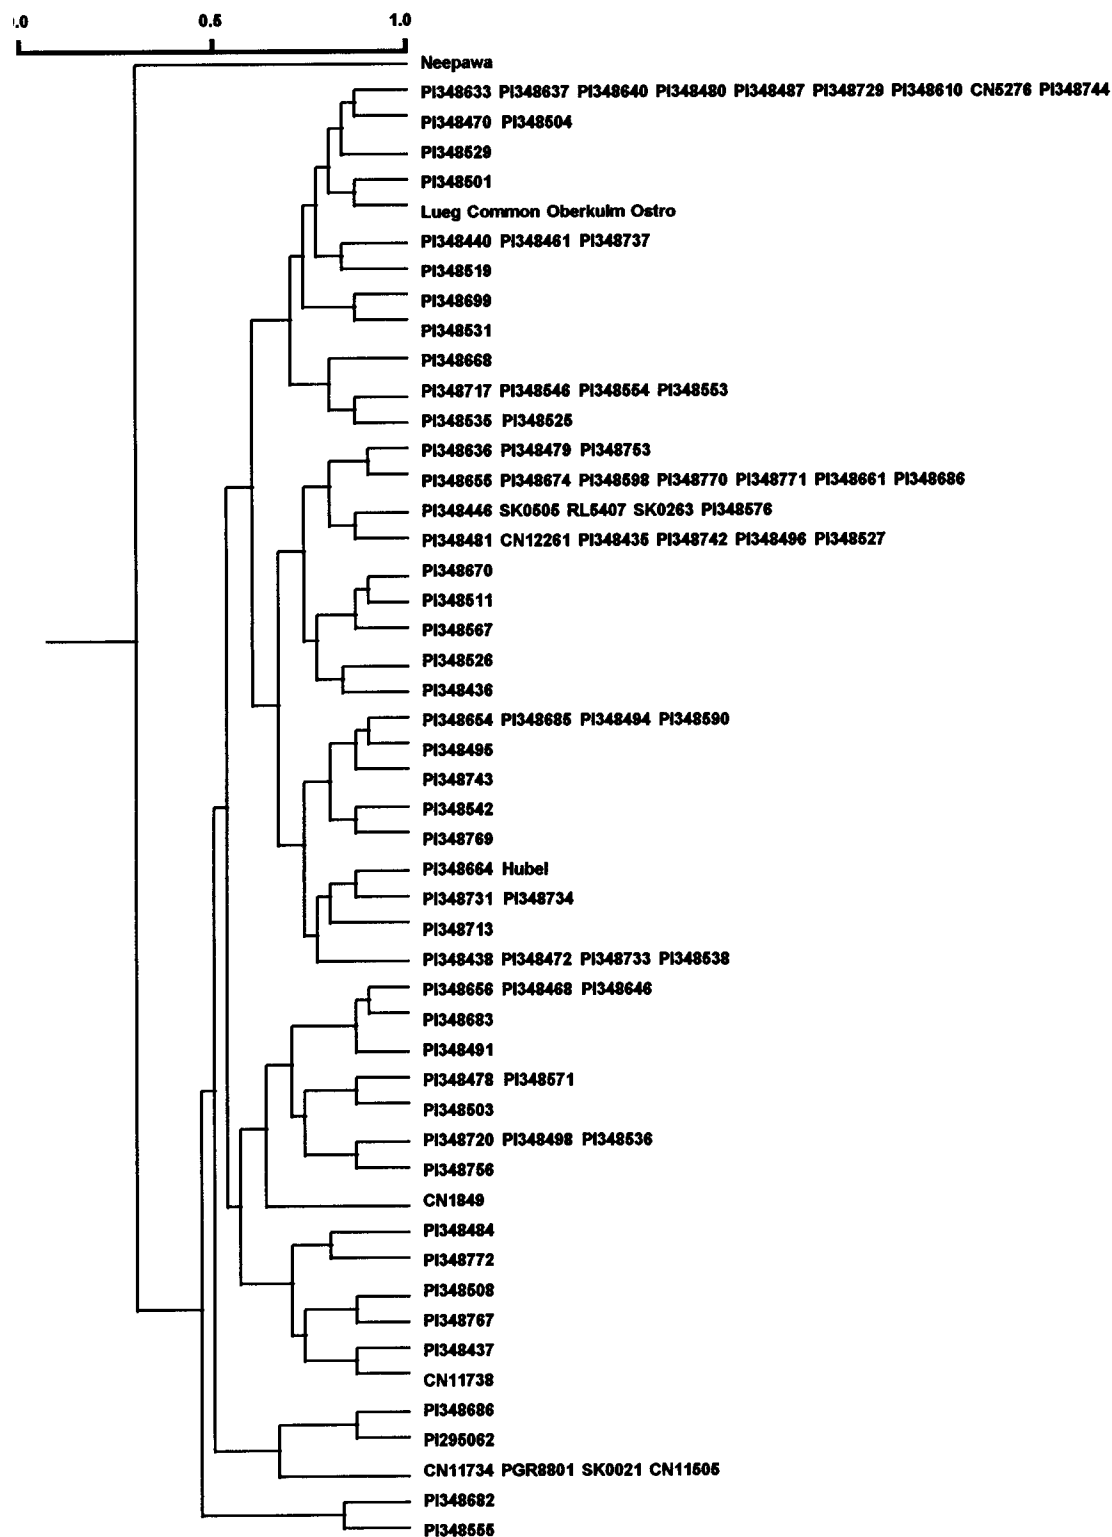 0.0 0.5 1.0
Neepawa
PI348633 PI348637 PI348640 PI348480 PI348487 PI348729 PI348610 CN5276 PI348744
PI348470 PI348504
PI348529
PI348501
Lueg Common Oberkulm Ostro
PI348440 PI348461 PI348737
PI348519
PI348699
PI348531
PI348668
PI348717 PI348546 PI348554 PI348553
PI348535 PI348525
PI348636 PI348479 PI348753
PI348655 PI348674 PI348598 PI348770 PI348771 PI348661 PI348686
PI348446 SK0505 RL5407 SK0263 PI348576
PI348481 CN12261 PI348435 PI348742 PI348496 PI348527
PI348670
PI348511
PI348567
PI348526
PI348436
PI348654 PI348685 PI348494 PI348590
PI348495
PI348743
PI348542
PI348769
PI348664 Hubel
PI348731 PI348734
PI348713
PI348438 PI348472 PI348733 PI348538
PI348656 PI348468 PI348646
PI348683
PI348491
PI348478 PI348571
PI348503
PI348720 PI348498 PI348536
PI348756
CN1849
PI348484
PI348772
PI348508
PI348767
PI348437
CN11738
PI348686
PI295062
CN11734 PGR8801 SK0021 CN11505
PI348682
PI348555